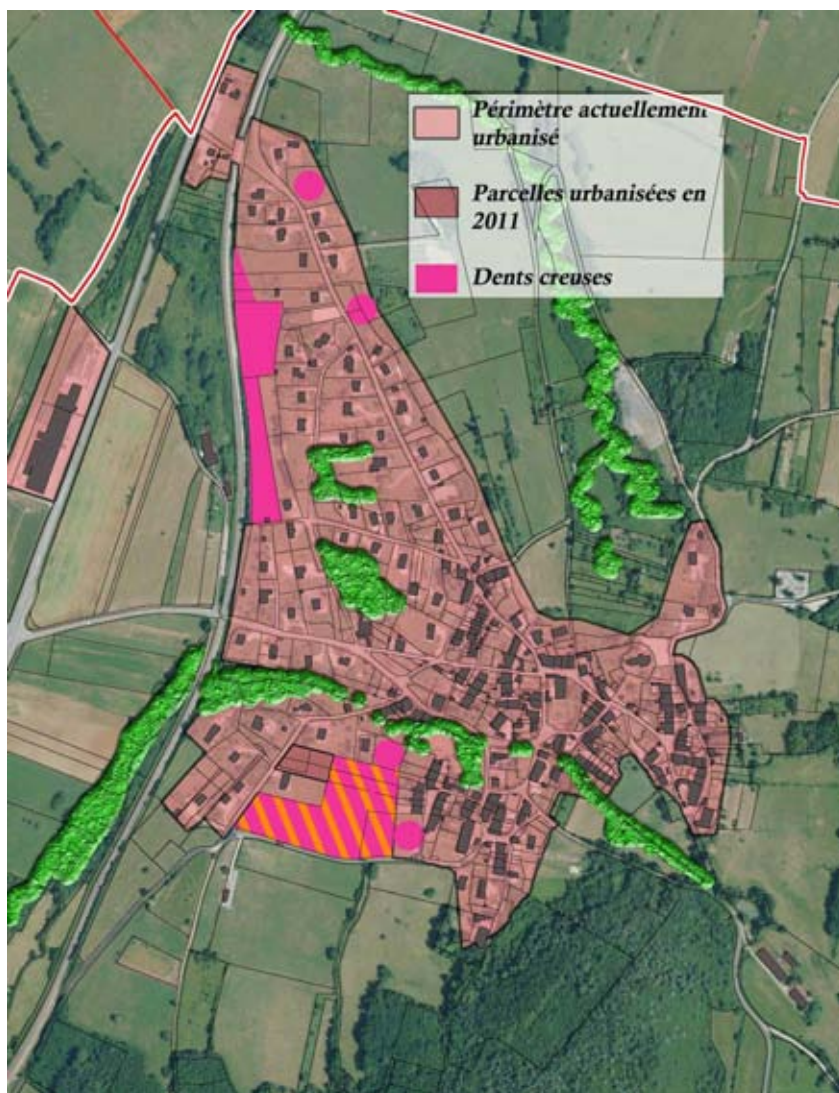 Périmètre actuellement
urbanisé
Parcelles urbanisées en
2011
Dents creuses